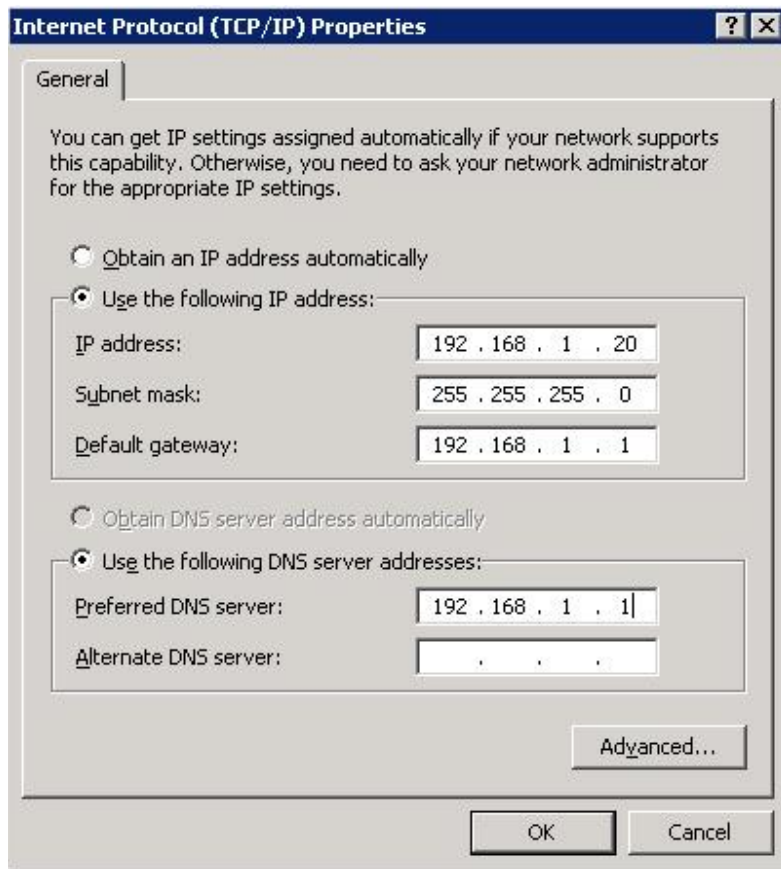 Internet Protocol (TCP/IP) Properties
General
You can get IP settings assigned automatically if your network supports
this capability. Otherwise, you need to ask your network administrator
for the appropriate IP settings.
Obtain an IP address automatically
Use the following IP address:
IP address: 192 . 168 . 1 . 20
Subnet mask: 255 . 255 . 255 . 0
Default gateway: 192 . 168 . 1 . 1
Obtain DNS server address automatically
Use the following DNS server addresses:
Preferred DNS server: 192 . 168 . 1 . 1
Alternate DNS server: . . .
Advanced...
OK Cancel